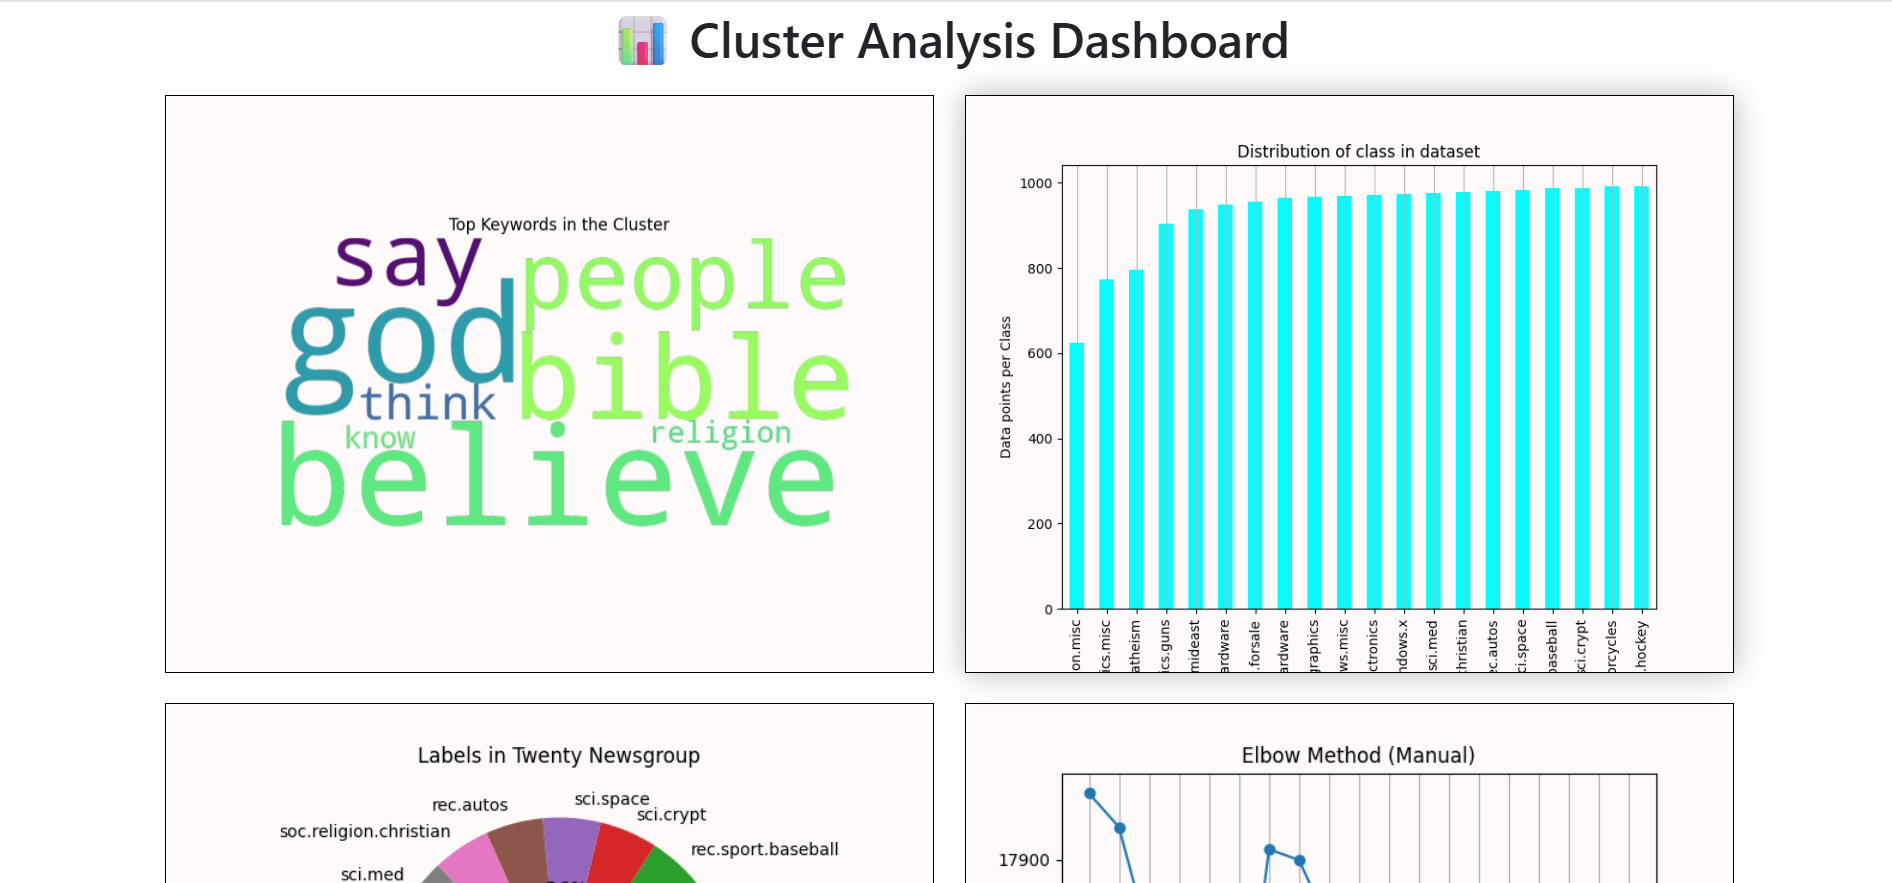 Cluster Analysis Dashboard
Top Keywords in the Cluster
say
people
god
bible
think
know
religion
believe
Distribution of class in dataset
Data points per Class
1000
800
600
400
200
0
on.misc
ics.misc
atheism
ics.guns
mideast
ardware
.forsale
ardware
graphics
ws.misc
ctronics
ndows.x
sci.med
christian
ec.autos
ci.space
baseball
sci.crypt
orcycles
.hockey
Labels in Twenty Newsgroup
sci.space
rec.autos
sci.crypt
soc.religion.christian
rec.sport.baseball
sci.med
Elbow Method (Manual)
17900